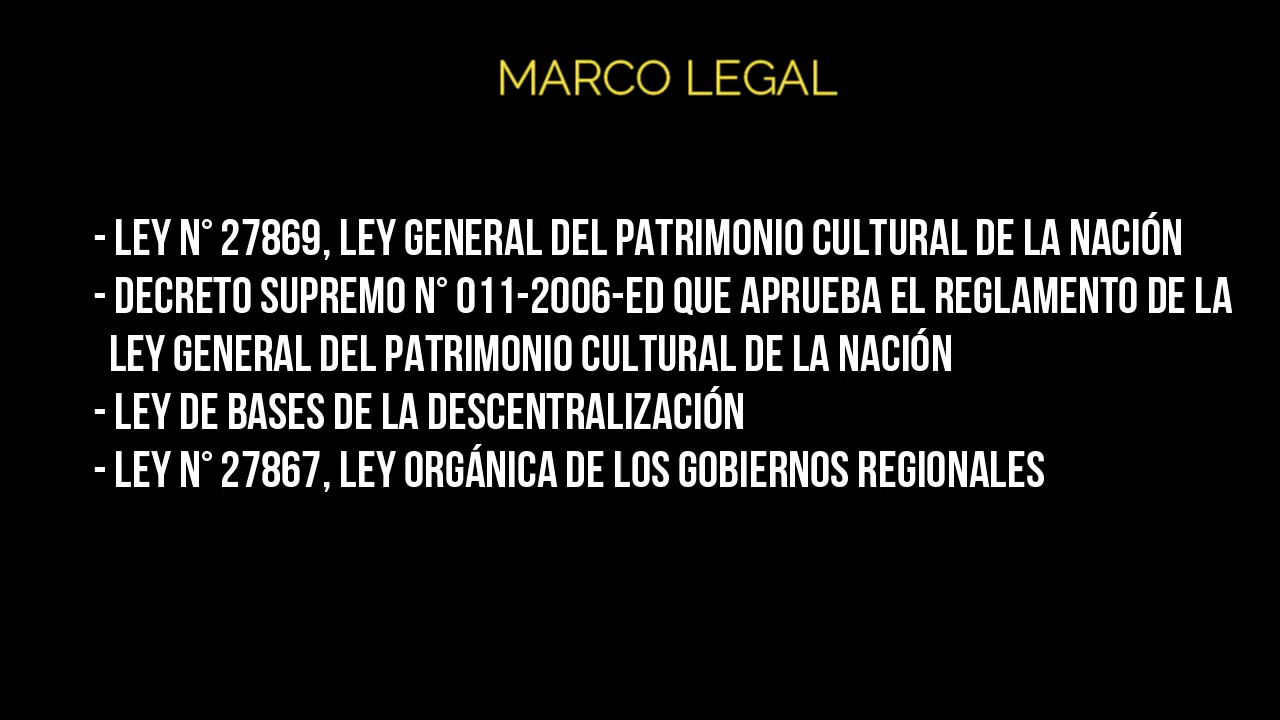 MARCO LEGAL
- LEY N° 27869, LEY GENERAL DEL PATRIMONIO CULTURAL DE LA NACIÓN
- DECRETO SUPREMO N° 011-2006-ED QUE APRUEBA EL REGLAMENTO DE LA
LEY GENERAL DEL PATRIMONIO CULTURAL DE LA NACIÓN
- LEY DE BASES DE LA DESCENTRALIZACIÓN
- LEY N° 27867, LEY ORGÁNICA DE LOS GOBIERNOS REGIONALES